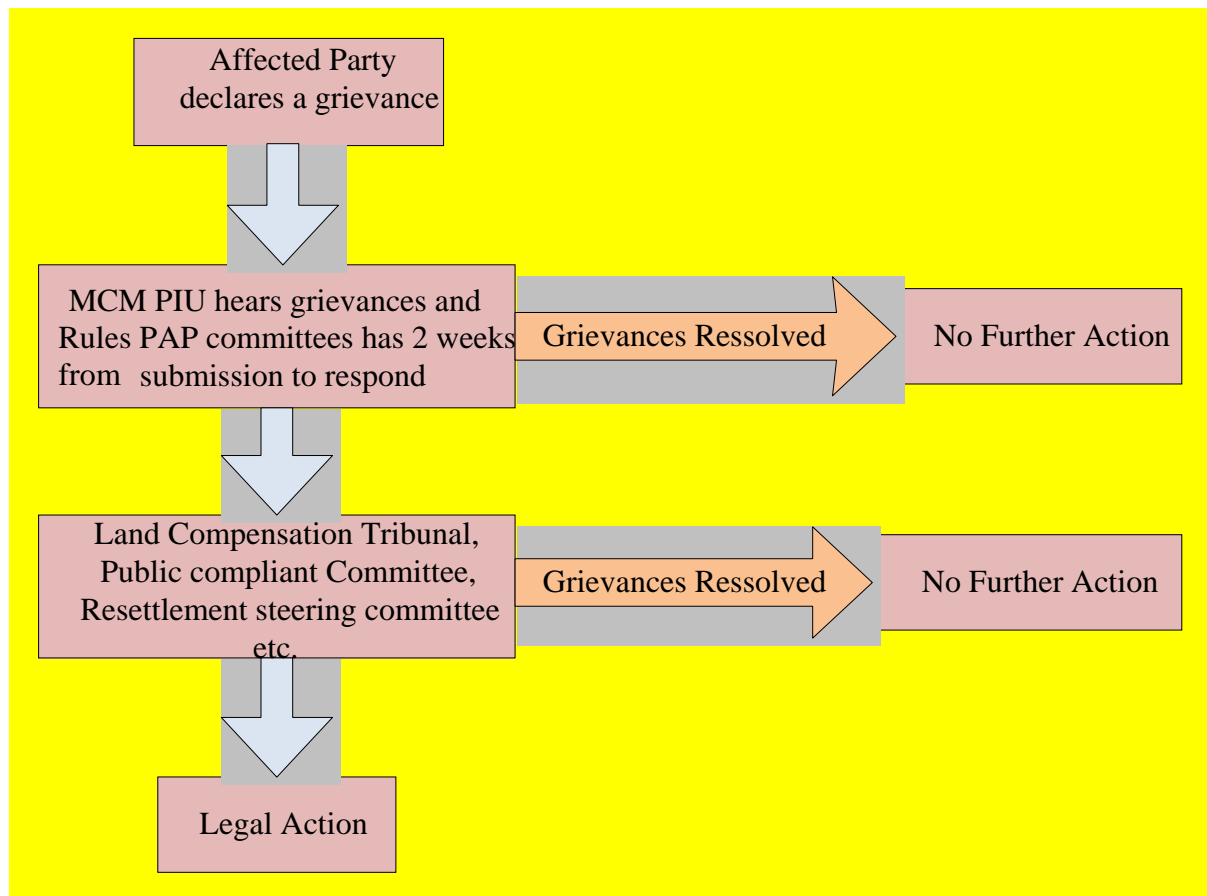 Affected Party
declares a grievance
MCM PIU hears grievances and
Rules PAP committees has 2 weeks
from submission to respond
Grievances Ressolved
No Further Action
Land Compensation Tribunal,
Public compliant Committee,
Resettlement steering committee
etc.
Grievances Ressolved
No Further Action
Legal Action